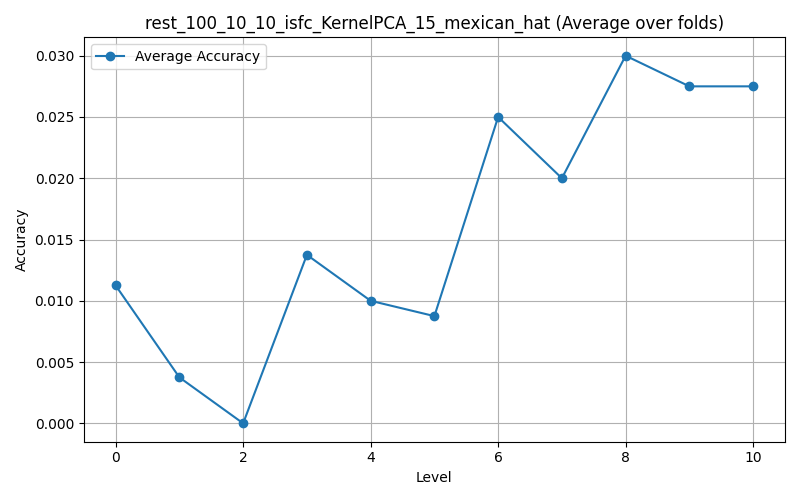 rest_100_10_10_isfc_KernelPCA_15_mexican_hat (Average over folds)
Average Accuracy
0.030
0.025
0.020
0.015
0.010
0.005
0.000
Accuracy
0 2 4 6 8 10
Level